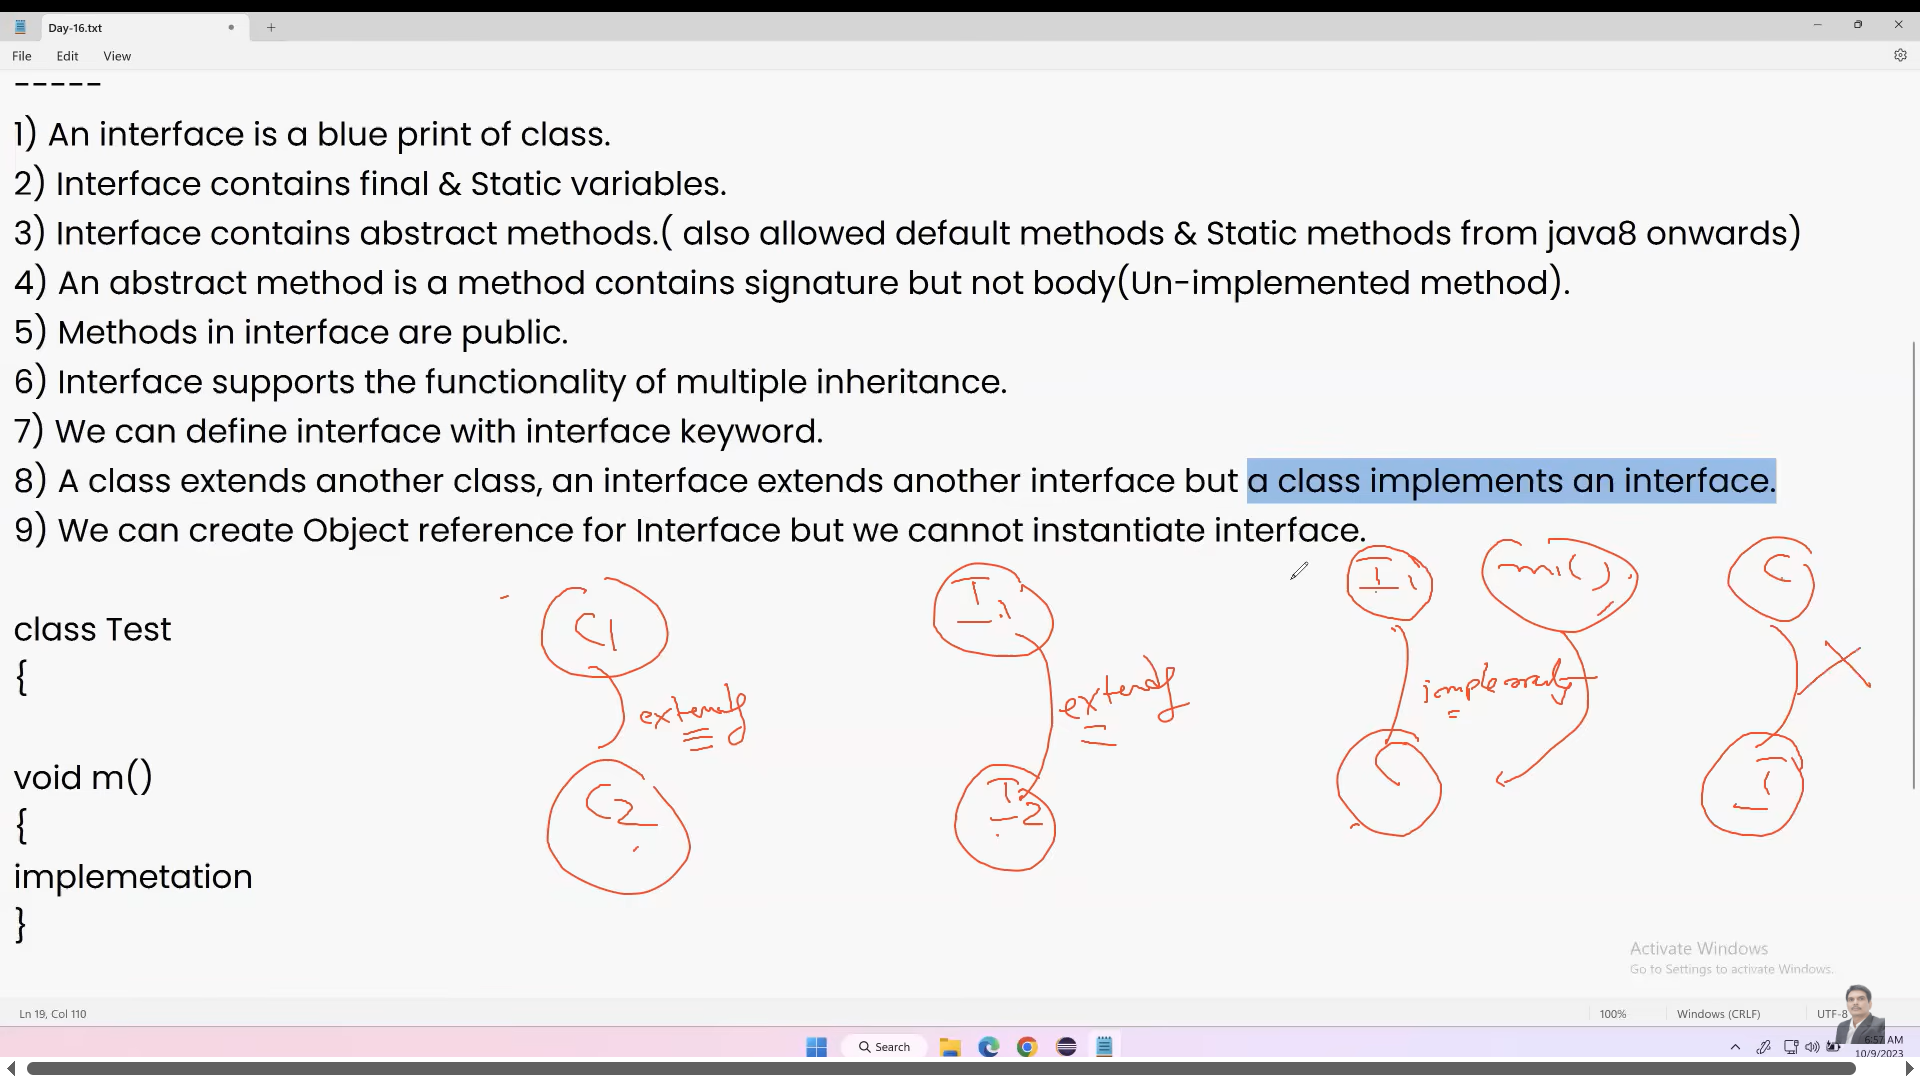 Day-16.txt
File Edit View
-----
1) An interface is a blue print of class.
2) Interface contains final & Static variables.
3) Interface contains abstract methods.( also allowed default methods & Static methods from java8 onwards)
4) An abstract method is a method contains signature but not body(Un-implemented method).
5) Methods in interface are public.
6) Interface supports the functionality of multiple inheritance.
7) We can define interface with interface keyword.
8) A class extends another class, an interface extends another interface but a class implements an interface.
9) We can create Object reference for Interface but we cannot instantiate interface.
I1 m1() C
C1 I1
class Test
{
extends extends implements
void m()
{
C2 I2 C I
implemetation
}
Activate Windows
Go to Settings to activate Windows.
Ln 19, Col 110 100% Windows (CRLF) UTF-8
Search
6:57 AM
10/9/2023